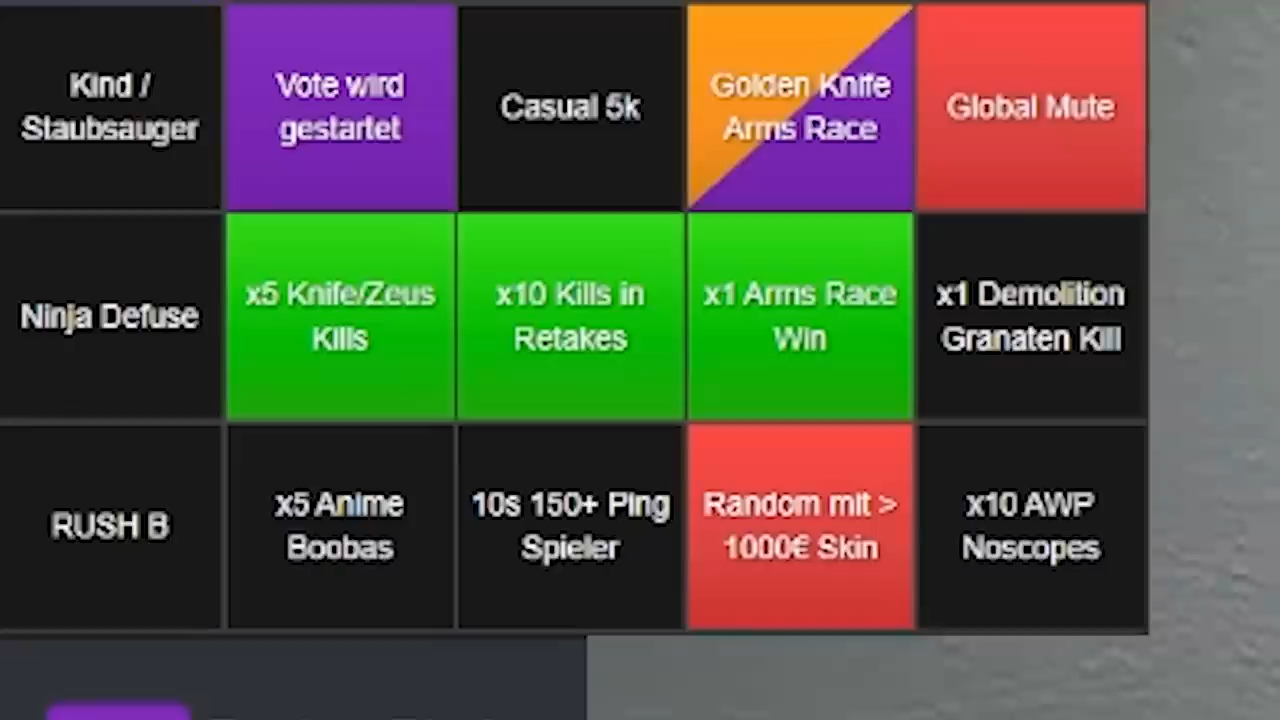 Kind /
Staubsauger
Vote wird
gestartet
Casual 5k
Golden Knife
Arms Race
Global Mute
Ninja Defuse
x5 Knife/Zeus
Kills
x10 Kills in
Retakes
x1 Arms Race
Win
x1 Demolition
Granaten Kill
RUSH B
x5 Anime
Boobas
10s 150+ Ping
Spieler
Random mit >
1000€ Skin
x10 AWP
Noscopes